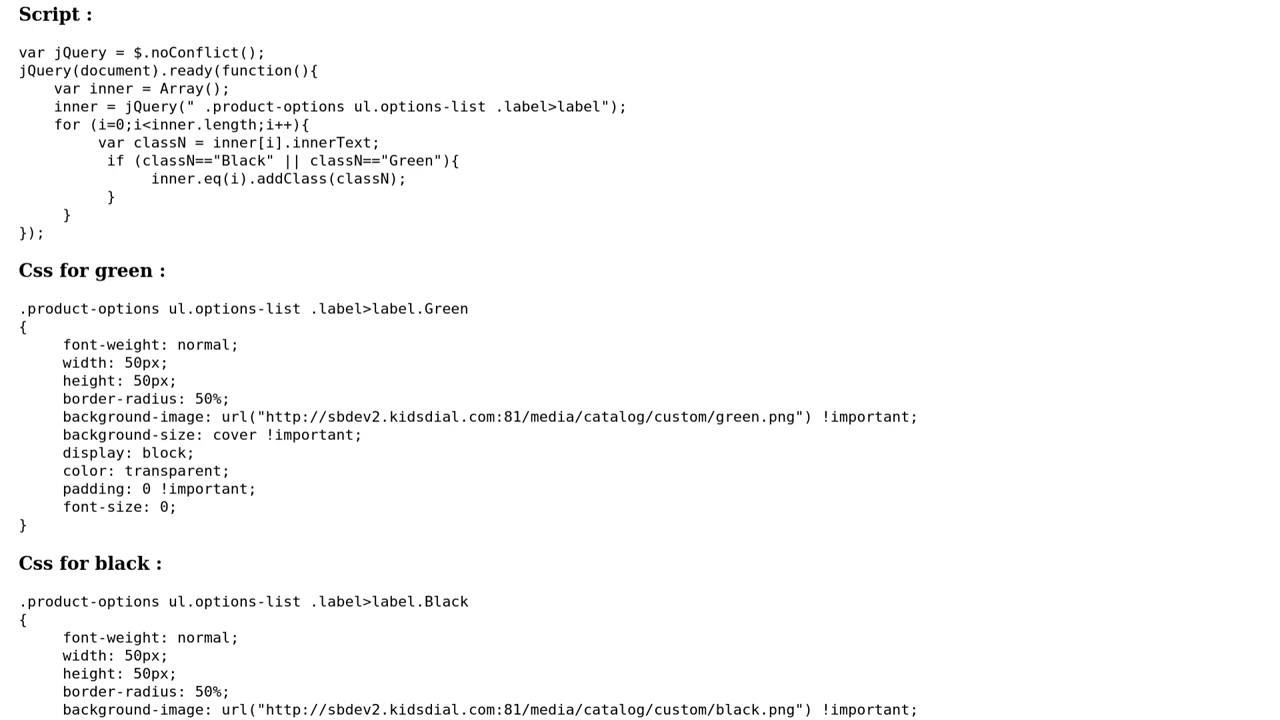 Script :
var jQuery = $.noConflict();
jQuery(document).ready(function(){
    var inner = Array();
    inner = jQuery(" .product-options ul.options-list .label>label");
    for (i=0;i<inner.length;i++){
         var classN = inner[i].innerText;
          if (classN=="Black" || classN=="Green"){
               inner.eq(i).addClass(classN);
          }
     }
});
Css for green :
.product-options ul.options-list .label>label.Green
{
     font-weight: normal;
     width: 50px;
     height: 50px;
     border-radius: 50%;
     background-image: url("http://sbdev2.kidsdial.com:81/media/catalog/custom/green.png") !important;
     background-size: cover !important;
     display: block;
     color: transparent;
     padding: 0 !important;
     font-size: 0;
}
Css for black :
.product-options ul.options-list .label>label.Black
{
     font-weight: normal;
     width: 50px;
     height: 50px;
     border-radius: 50%;
     background-image: url("http://sbdev2.kidsdial.com:81/media/catalog/custom/black.png") !important;